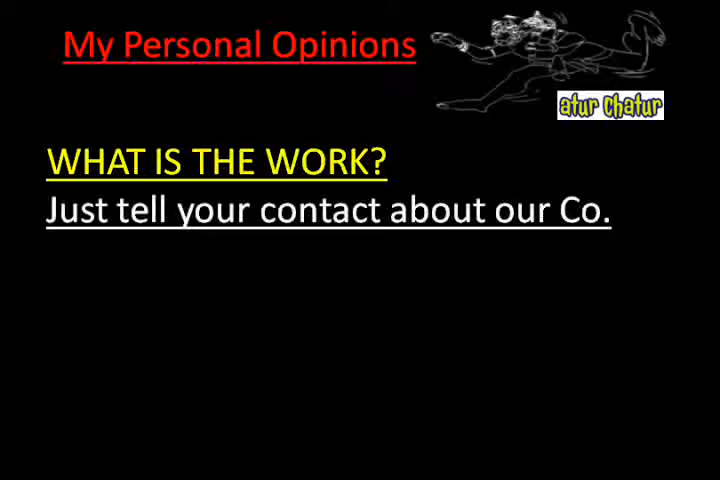 My Personal Opinions
atur Chatur
WHAT IS THE WORK?
Just tell your contact about our Co.